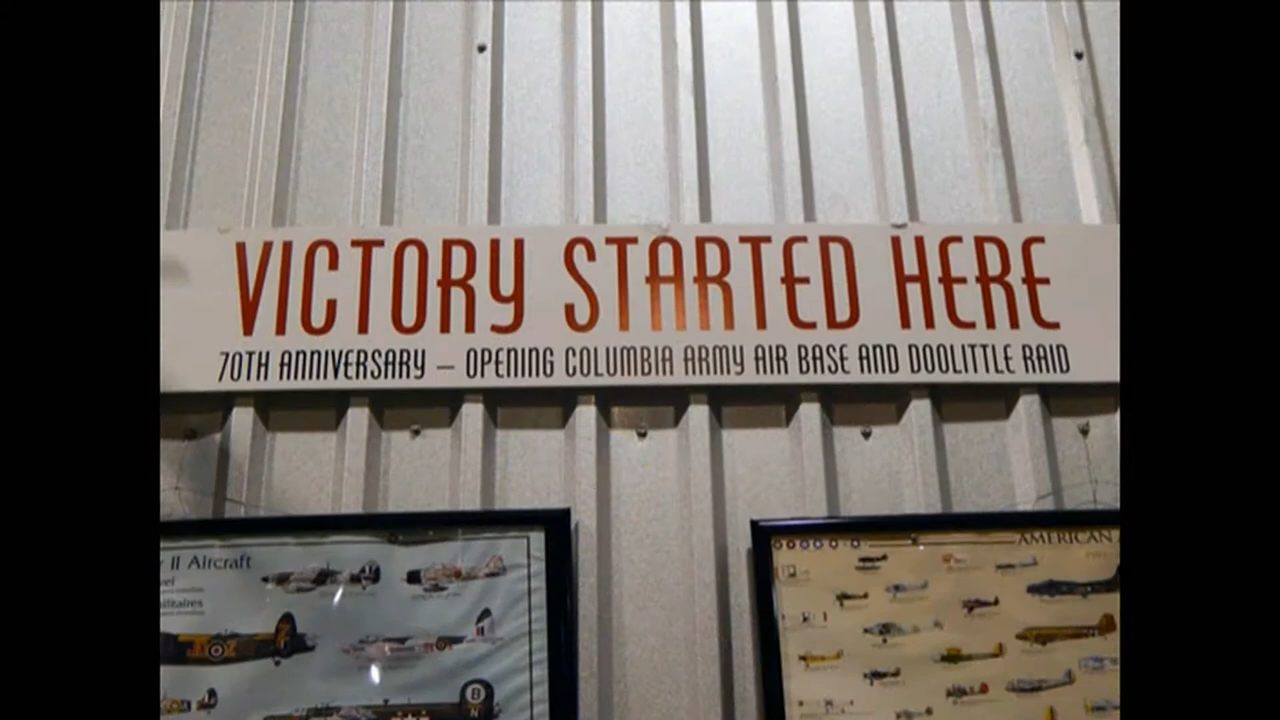 VICTORY STARTED HERE
70TH ANNIVERSARY – OPENING COLUMBIA ARMY AIR BASE AND DOOLITTLE RAID
II Aircraft
AMERICAN
B